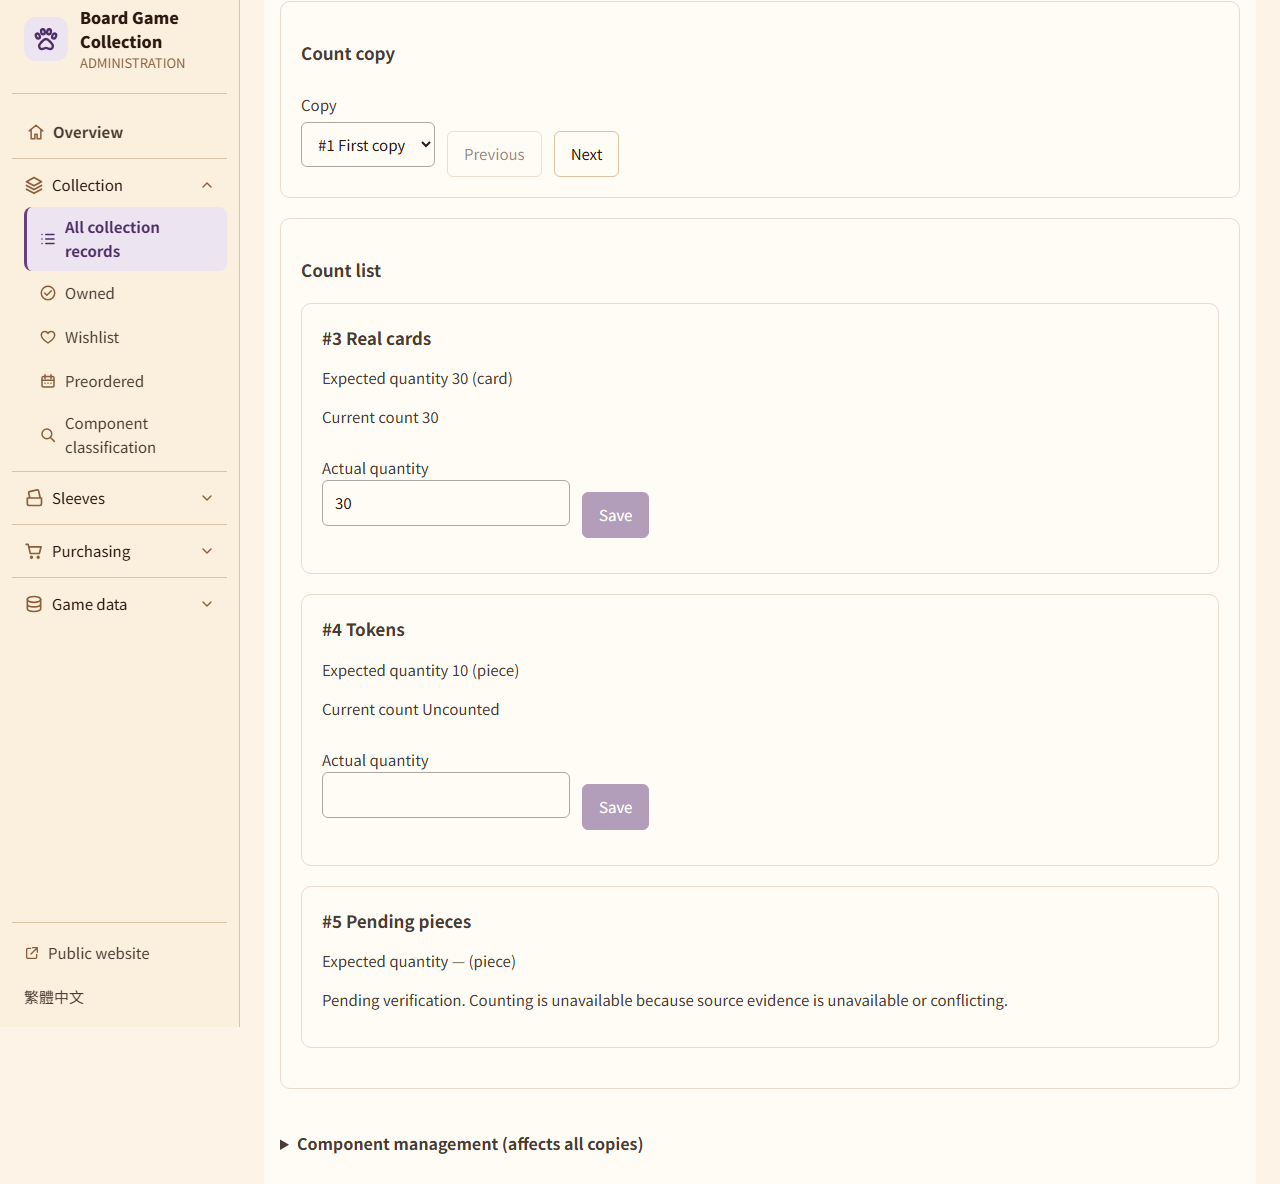 Board Game
Collection
ADMINISTRATION
Overview
Collection
All collection
records
Owned
Wishlist
Preordered
Component
classification
Sleeves
Purchasing
Game data
Public website
繁體中文
Count copy
Copy
#1 First copy
Previous
Next
Count list
#3 Real cards
Expected quantity 30 (card)
Current count 30
Actual quantity
30
Save
#4 Tokens
Expected quantity 10 (piece)
Current count Uncounted
Actual quantity
Save
#5 Pending pieces
Expected quantity — (piece)
Pending verification. Counting is unavailable because source evidence is unavailable or conflicting.
Component management (affects all copies)